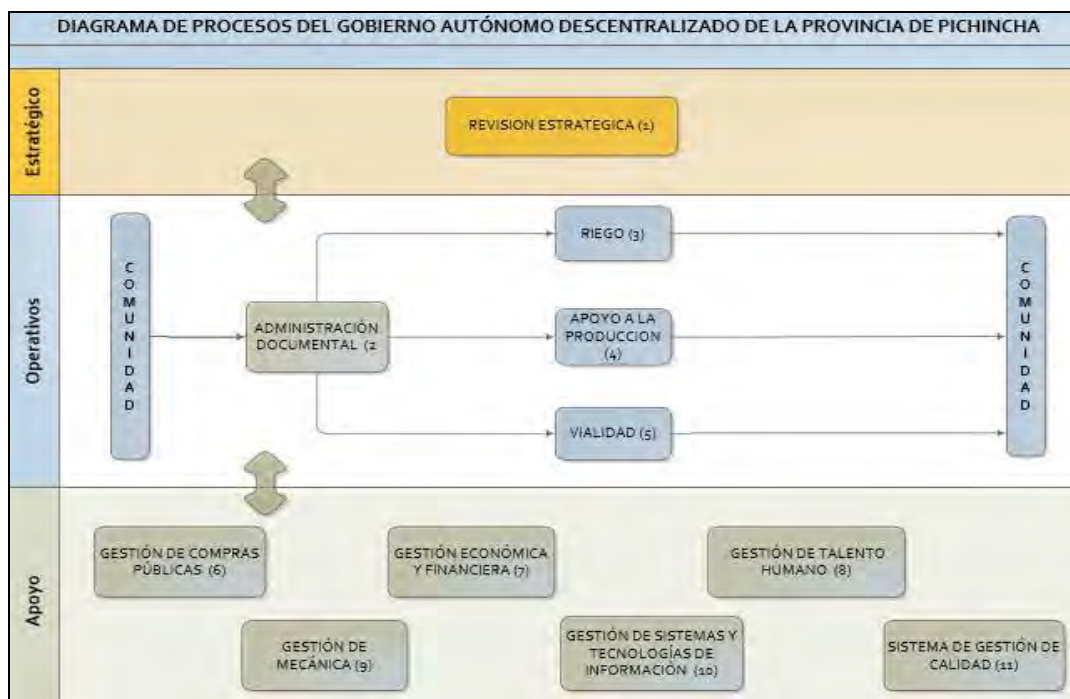 DIAGRAMA DE PROCESOS DEL GOBIERNO AUTÓNOMO DESCENTRALIZADO DE LA PROVINCIA DE PICHINCHA
Estratégico
REVISION ESTRATEGICA (1)
Operativos
COMUNIDAD
ADMINISTRACIÓN
DOCUMENTAL (2
RIEGO (3)
APOYO A LA
PRODUCCION
(4)
VIALIDAD (5)
COMUNIDAD
Apoyo
GESTIÓN DE COMPRAS
PÚBLICAS (6)
GESTIÓN ECONÓMICA
Y FINANCIERA (7)
GESTIÓN DE TALENTO
HUMANO (8)
GESTIÓN DE
MECÁNICA (9)
GESTIÓN DE SISTEMAS Y
TECNOLOGÍAS DE
INFORMACIÓN (10)
SISTEMA DE GESTIÓN DE
CALIDAD (11)